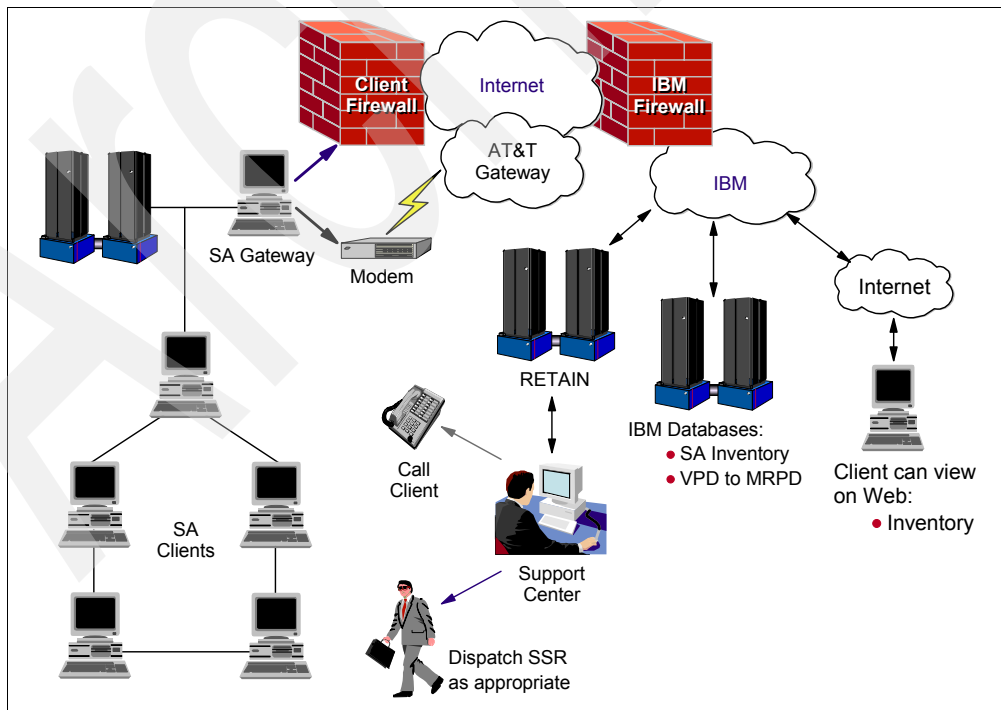 Client
Firewall
Internet
IBM
Firewall
AT&T
Gateway
IBM
SA Gateway
Modem
Internet
RETAIN
IBM Databases:
• SA Inventory
• VPD to MRPD
Client can view
on Web:
• Inventory
Call
Client
SA
Clients
Support
Center
Dispatch SSR
as appropriate